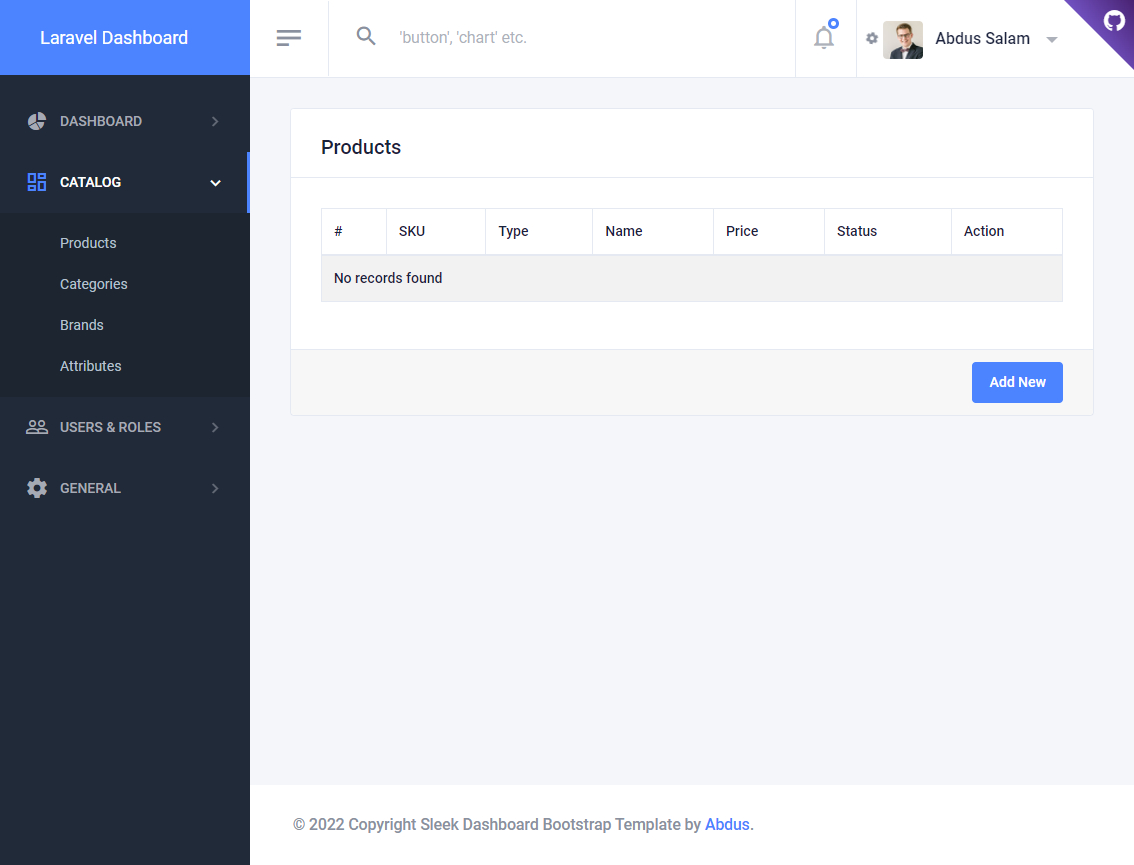 Laravel Dashboard
'button', 'chart' etc.
Abdus Salam
DASHBOARD
CATALOG
Products
Categories
Brands
Attributes
USERS & ROLES
GENERAL
Products
# SKU Type Name Price Status Action
No records found
Add New
© 2022 Copyright Sleek Dashboard Bootstrap Template by Abdus.